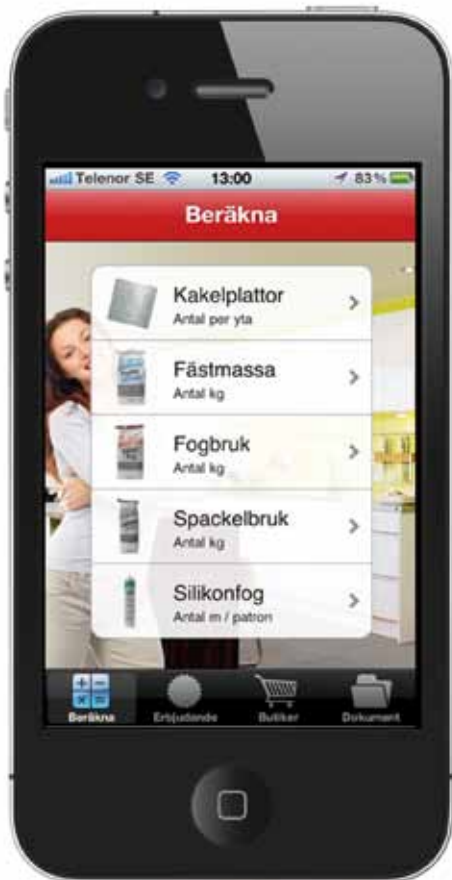 Telenor SE 13:00 83%
Beräkna
Kakelplattor
Antal per yta
Fästmassa
Antal kg
Fogbruk
Antal kg
Spackelbruk
Antal kg
Silikonfog
Antal m / patron
Beräkna Erbjudande Butiker Dokument